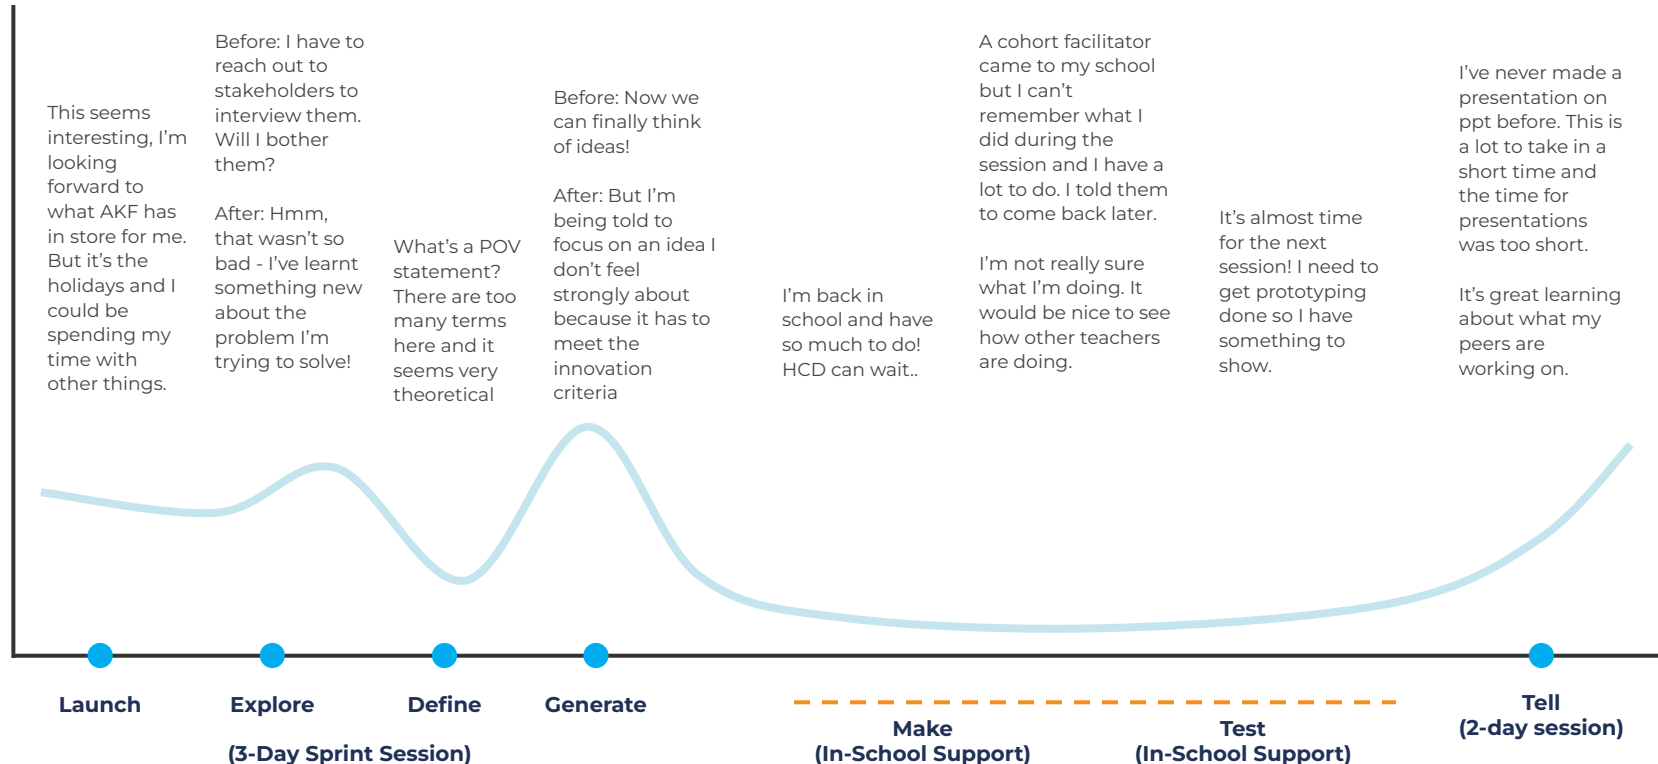 This seems
interesting, I’m
looking
forward to
what AKF has
in store for me.
But it’s the
holidays and I
could be
spending my
time with
other things.
Before: I have to
reach out to
stakeholders to
interview them.
Will I bother
them?
After: Hmm,
that wasn’t so
bad - I’ve learnt
something new
about the
problem I’m
trying to solve!
What’s a POV
statement?
There are too
many terms
here and it
seems very
theoretical
Before: Now we
can finally think
of ideas!
After: But I’m
being told to
focus on an idea I
don’t feel
strongly about
because it has to
meet the
innovation
criteria
I’m back in
school and have
so much to do!
HCD can wait..
A cohort facilitator
came to my school
but I can’t
remember what I
did during the
session and I have a
lot to do. I told them
to come back later.
I’m not really sure
what I’m doing. It
would be nice to see
how other teachers
are doing.
It’s almost time
for the next
session! I need to
get prototyping
done so I have
something to
show.
I’ve never made a
presentation on
ppt before. This is
a lot to take in a
short time and
the time for
presentations
was too short.
It’s great learning
about what my
peers are
working on.
Launch
Explore
Define
Generate
(3-Day Sprint Session)
Make
(In-School Support)
Test
(In-School Support)
Tell
(2-day session)